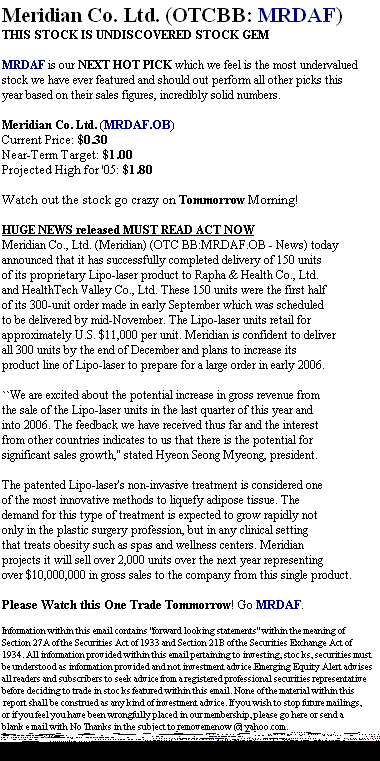 Meridian Co. Ltd. (OTCBB: MRDAF)
THIS STOCK IS UNDISCOVERED STOCK GEM
MRDAF is our NEXT HOT PICK which we feel is the most undervalued
stock we have ever featured and should out perform all other picks this
year based on their sales figures, incredibly solid numbers.
Meridian Co. Ltd. (MRDAF.OB)
Current Price: $0.30
Near-Term Target: $1.00
Projected High for '05: $1.80
Watch out the stock go crazy on Tommorrow Morning!
HUGE NEWS released MUST READ ACT NOW
Meridian Co., Ltd. (Meridian) (OTC BB:MRDAF.OB - News) today
announced that it has successfully completed delivery of 150 units
of its proprietary Lipo-laser product to Rapha & Health Co., Ltd.
and HealthTech Valley Co., Ltd. These 150 units were the first half
of its 300-unit order made in early September which was scheduled
to be delivered by mid-November. The Lipo-laser units retail for
approximately U.S. $11,000 per unit. Meridian is confident to deliver
all 300 units by the end of December and plans to increase its
product line of Lipo-laser to prepare for a large order in early 2006.
``We are excited about the potential increase in gross revenue from
the sale of the Lipo-laser units in the last quarter of this year and
into 2006. The feedback we have received thus far and the interest
from other countries indicates to us that there is the potential for
significant sales growth,'' stated Hyeon Seong Myeong, president.
The patented Lipo-laser's non-invasive treatment is considered one
of the most innovative methods to liquefy adipose tissue. The
demand for this type of treatment is expected to grow rapidly not
only in the plastic surgery profession, but in any clinical setting
that treats obesity such as spas and wellness centers. Meridian
projects it will sell over 2,000 units over the next year representing
over $10,000,000 in gross sales to the company from this single product.
Please Watch this One Trade Tommorrow! Go MRDAF.
Information within this email contains "forward looking statements" within the meaning of
Section 27A of the Securities Act of 1933 and Section 21B of the Securities Exchange Act of
1934. All information provided within this email pertaining to investing, stocks, securities must
be understood as information provided and not investment advice Emerging Equity Alert advises
all readers and subscribers to seek advice from a registered professional securities representative
before deciding to trade in stocks featured within this email. None of the material within this
report shall be construed as any kind of investment advice. If you wish to stop future mailings,
or if you feel you have been wrongfully placed in our membership, please go here or send a
blank e mail with No Thanks in the subject to removemenow @ yahoo.com.